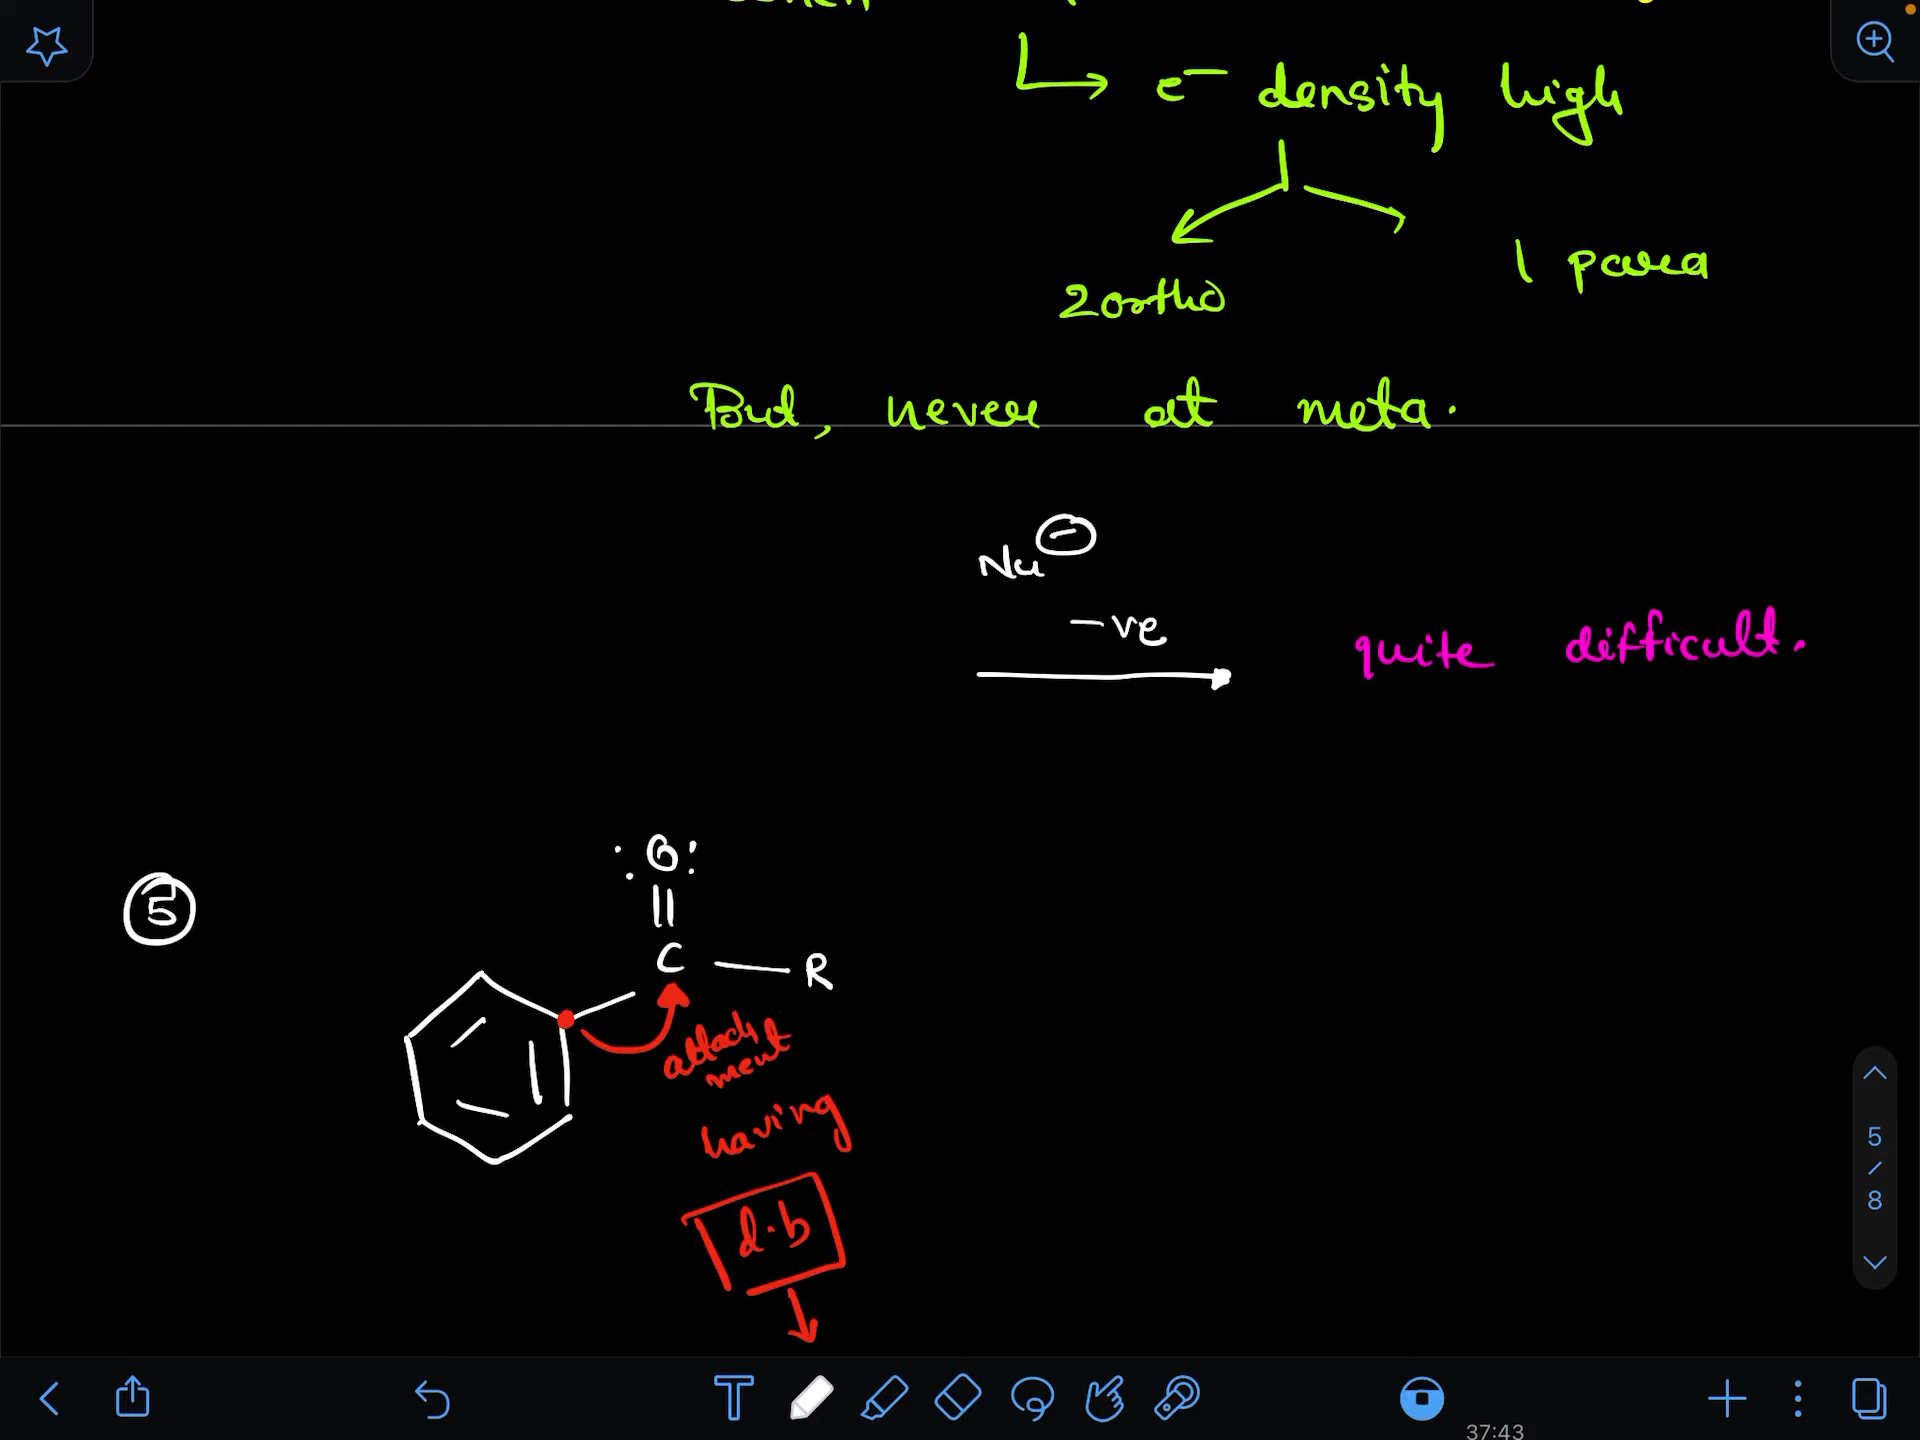 e⁻ density high
1 para
2 ortho
But, never at meta.
Nu⊖
-ve
quite difficult.
:O:
5
C — R
attach
ment
having
d.b
5
/
8
T
37:43